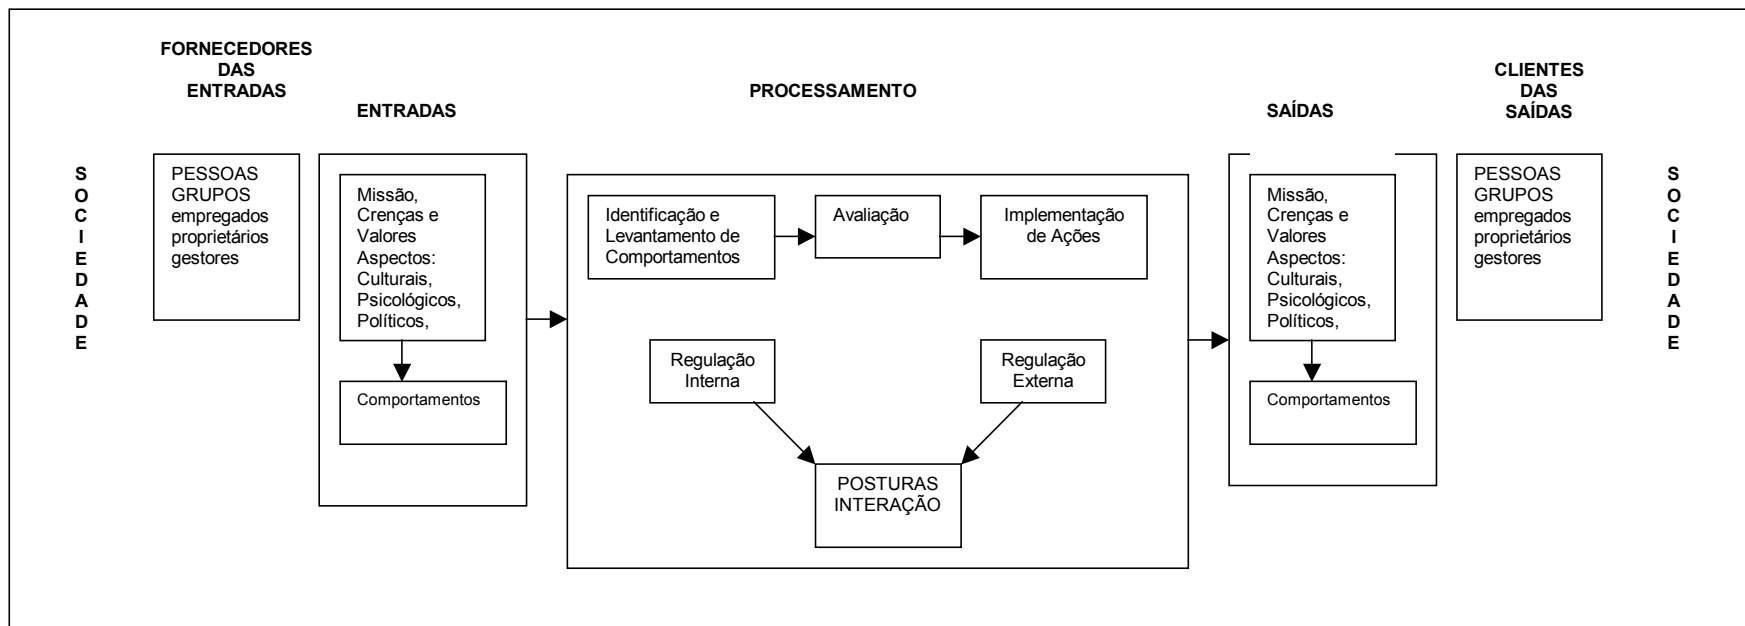 FORNECEDORES
DAS
ENTRADAS
ENTRADAS
PROCESSAMENTO
SAÍDAS
CLIENTES
DAS
SAÍDAS
S
O
C
I
E
D
A
D
E
PESSOAS
GRUPOS
empregados
proprietários
gestores
Missão,
Crenças e
Valores
Aspectos:
Culturais,
Psicológicos,
Políticos,
Comportamentos
Identificação e
Levantamento de
Comportamentos
Avaliação
Implementação
de Ações
Regulação
Interna
Regulação
Externa
POSTURAS
INTERAÇÃO
Missão,
Crenças e
Valores
Aspectos:
Culturais,
Psicológicos,
Políticos,
Comportamentos
PESSOAS
GRUPOS
empregados
proprietários
gestores
S
O
C
I
E
D
A
D
E